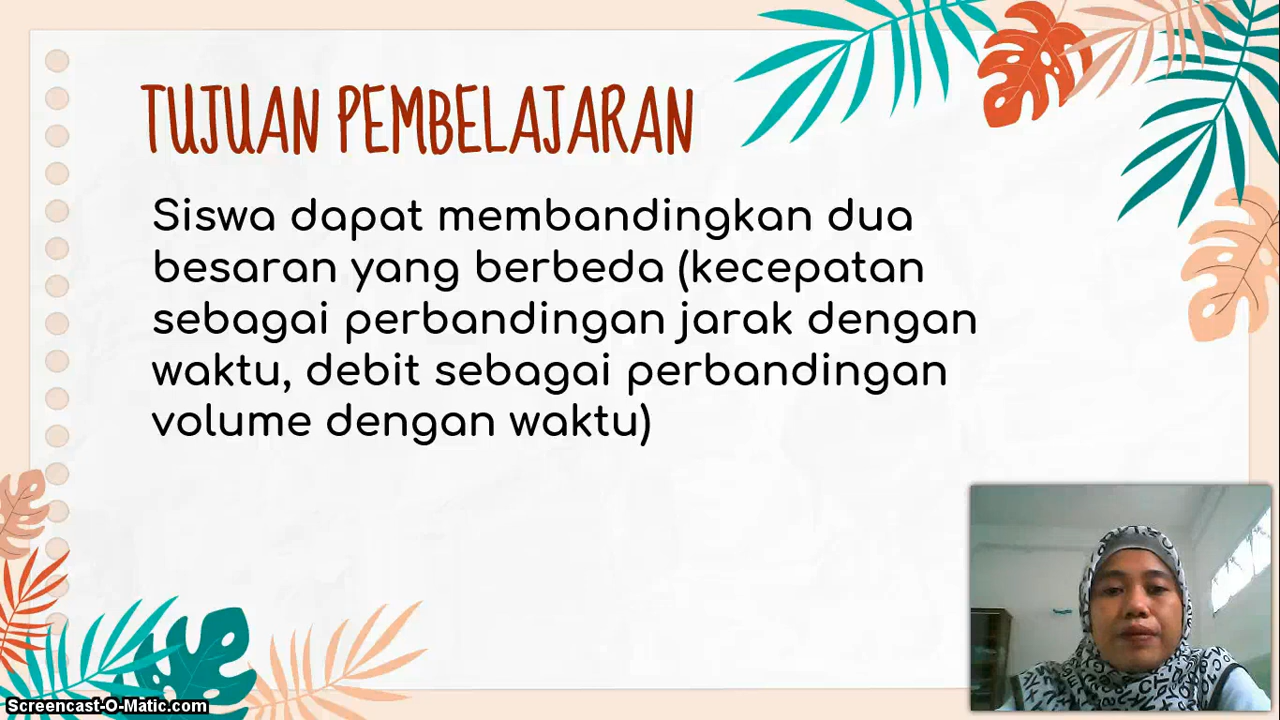 TUJUAN PEMBELAJARAN
Siswa dapat membandingkan dua
besaran yang berbeda (kecepatan
sebagai perbandingan jarak dengan
waktu, debit sebagai perbandingan
volume dengan waktu)
Screencast-O-Matic.com